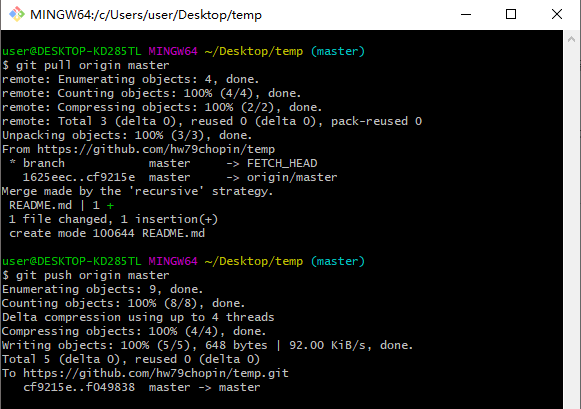 MINGW64:/c/Users/user/Desktop/temp
user@DESKTOP-KD285TL MINGW64 ~/Desktop/temp (master)
$ git pull origin master
remote: Enumerating objects: 4, done.
remote: Counting objects: 100% (4/4), done.
remote: Compressing objects: 100% (2/2), done.
remote: Total 3 (delta 0), reused 0 (delta 0), pack-reused 0
Unpacking objects: 100% (3/3), done.
From https://github.com/hw79chopin/temp
 * branch            master     -> FETCH_HEAD
   1625eec..cf9215e  master     -> origin/master
Merge made by the 'recursive' strategy.
 README.md | 1 +
 1 file changed, 1 insertion(+)
 create mode 100644 README.md
user@DESKTOP-KD285TL MINGW64 ~/Desktop/temp (master)
$ git push origin master
Enumerating objects: 9, done.
Counting objects: 100% (8/8), done.
Delta compression using up to 4 threads
Compressing objects: 100% (4/4), done.
Writing objects: 100% (5/5), 648 bytes | 92.00 KiB/s, done.
Total 5 (delta 0), reused 0 (delta 0)
To https://github.com/hw79chopin/temp.git
   cf9215e..f049838  master -> master